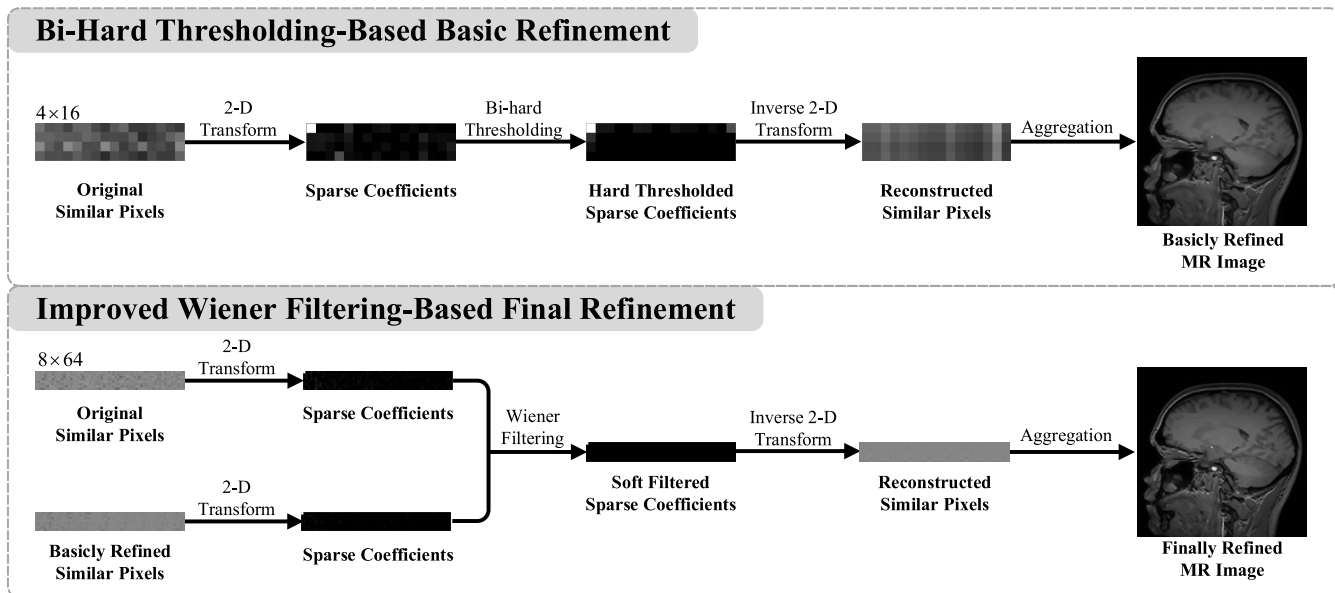 Bi-Hard Thresholding-Based Basic Refinement
4×16
2-D
Transform
Bi-hard
Thresholding
Inverse 2-D
Transform
Aggregation
Original
Similar Pixels
Sparse Coefficients
Hard Thresholded
Sparse Coefficients
Reconstructed
Similar Pixels
Basicly Refined
MR Image
Improved Wiener Filtering-Based Final Refinement
8×64
2-D
Transform
Original
Similar Pixels
Sparse Coefficients
Wiener
Filtering
Inverse 2-D
Transform
Aggregation
Soft Filtered
Sparse Coefficients
Reconstructed
Similar Pixels
2-D
Transform
Basicly Refined
Similar Pixels
Sparse Coefficients
Finally Refined
MR Image